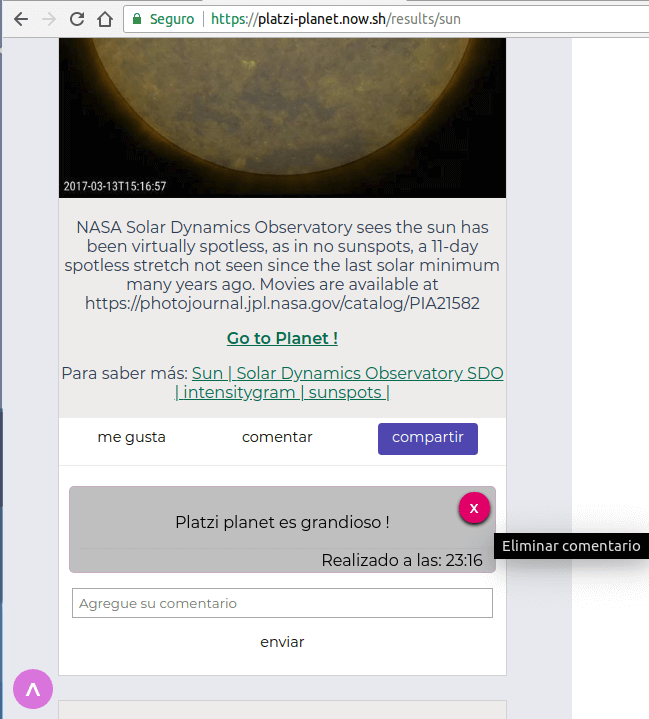 Seguro
https://platzi-planet.now.sh/results/sun
2017-03-13T15:16:57
NASA Solar Dynamics Observatory sees the sun has
been virtually spotless, as in no sunspots, a 11-day
spotless stretch not seen since the last solar minimum
many years ago. Movies are available at
https://photojournal.jpl.nasa.gov/catalog/PIA21582
Go to Planet !
Para saber más: Sun | Solar Dynamics Observatory SDO
| intensitygram | sunspots |
me gusta comentar compartir
x
Platzi planet es grandioso !
Eliminar comentario
Realizado a las: 23:16
Agregue su comentario
enviar
^